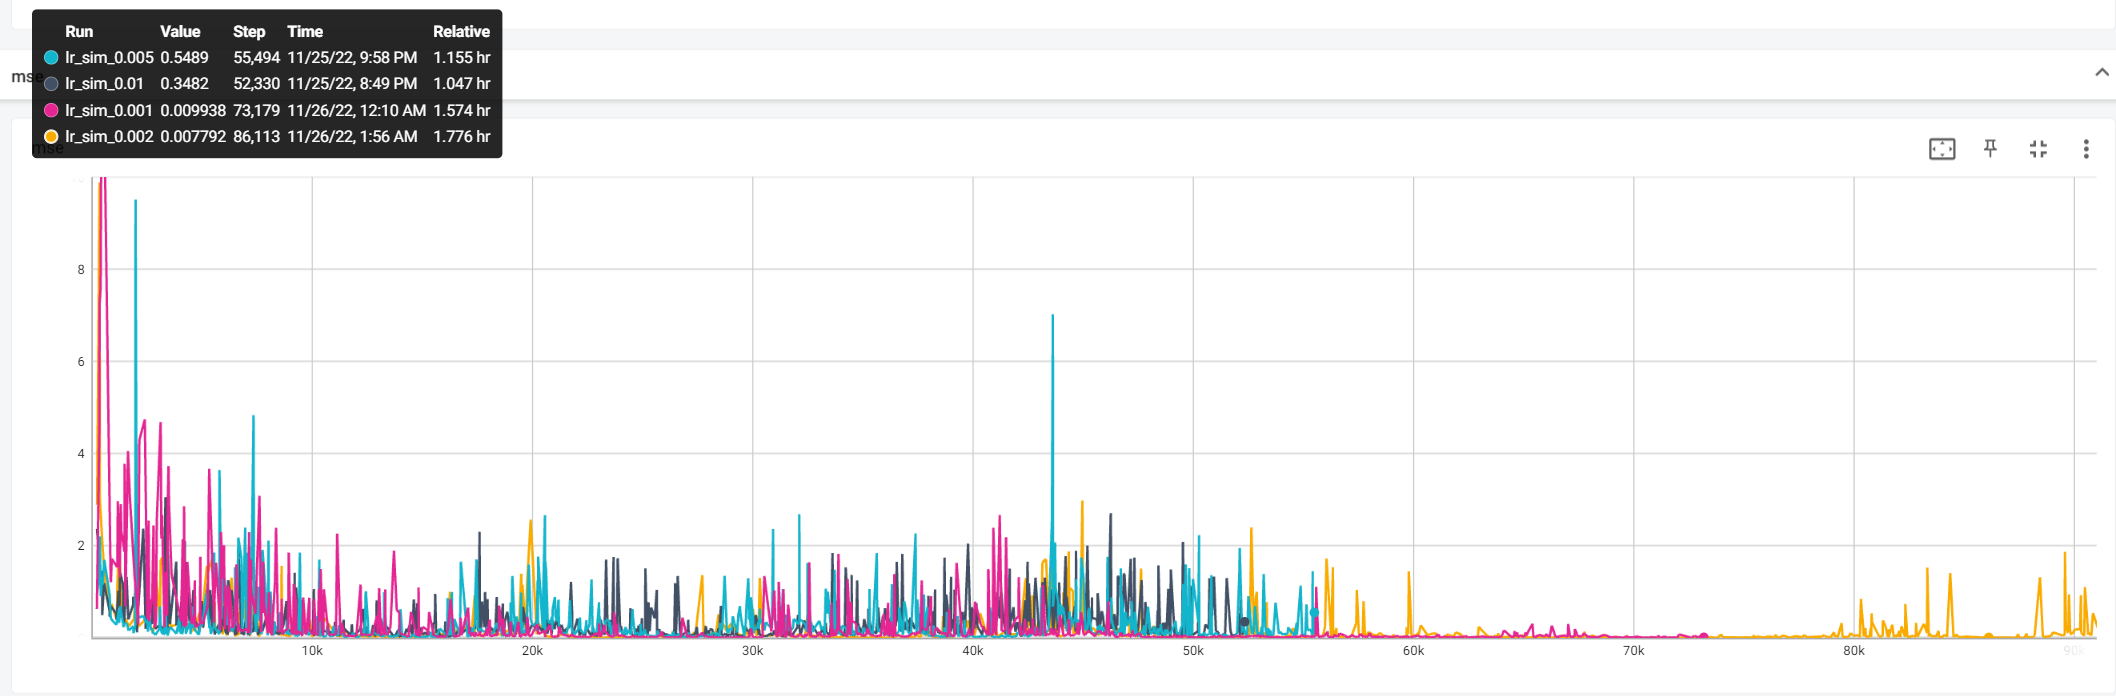 Run Value Step Time Relative
lr_sim_0.005 0.5489 55,494 11/25/22, 9:58 PM 1.155 hr
lr_sim_0.01 0.3482 52,330 11/25/22, 8:49 PM 1.047 hr
lr_sim_0.001 0.009938 73,179 11/26/22, 12:10 AM 1.574 hr
lr_sim_0.002 0.007792 86,113 11/26/22, 1:56 AM 1.776 hr
mse
mse
8
6
4
2
10k 20k 30k 40k 50k 60k 70k 80k 90k